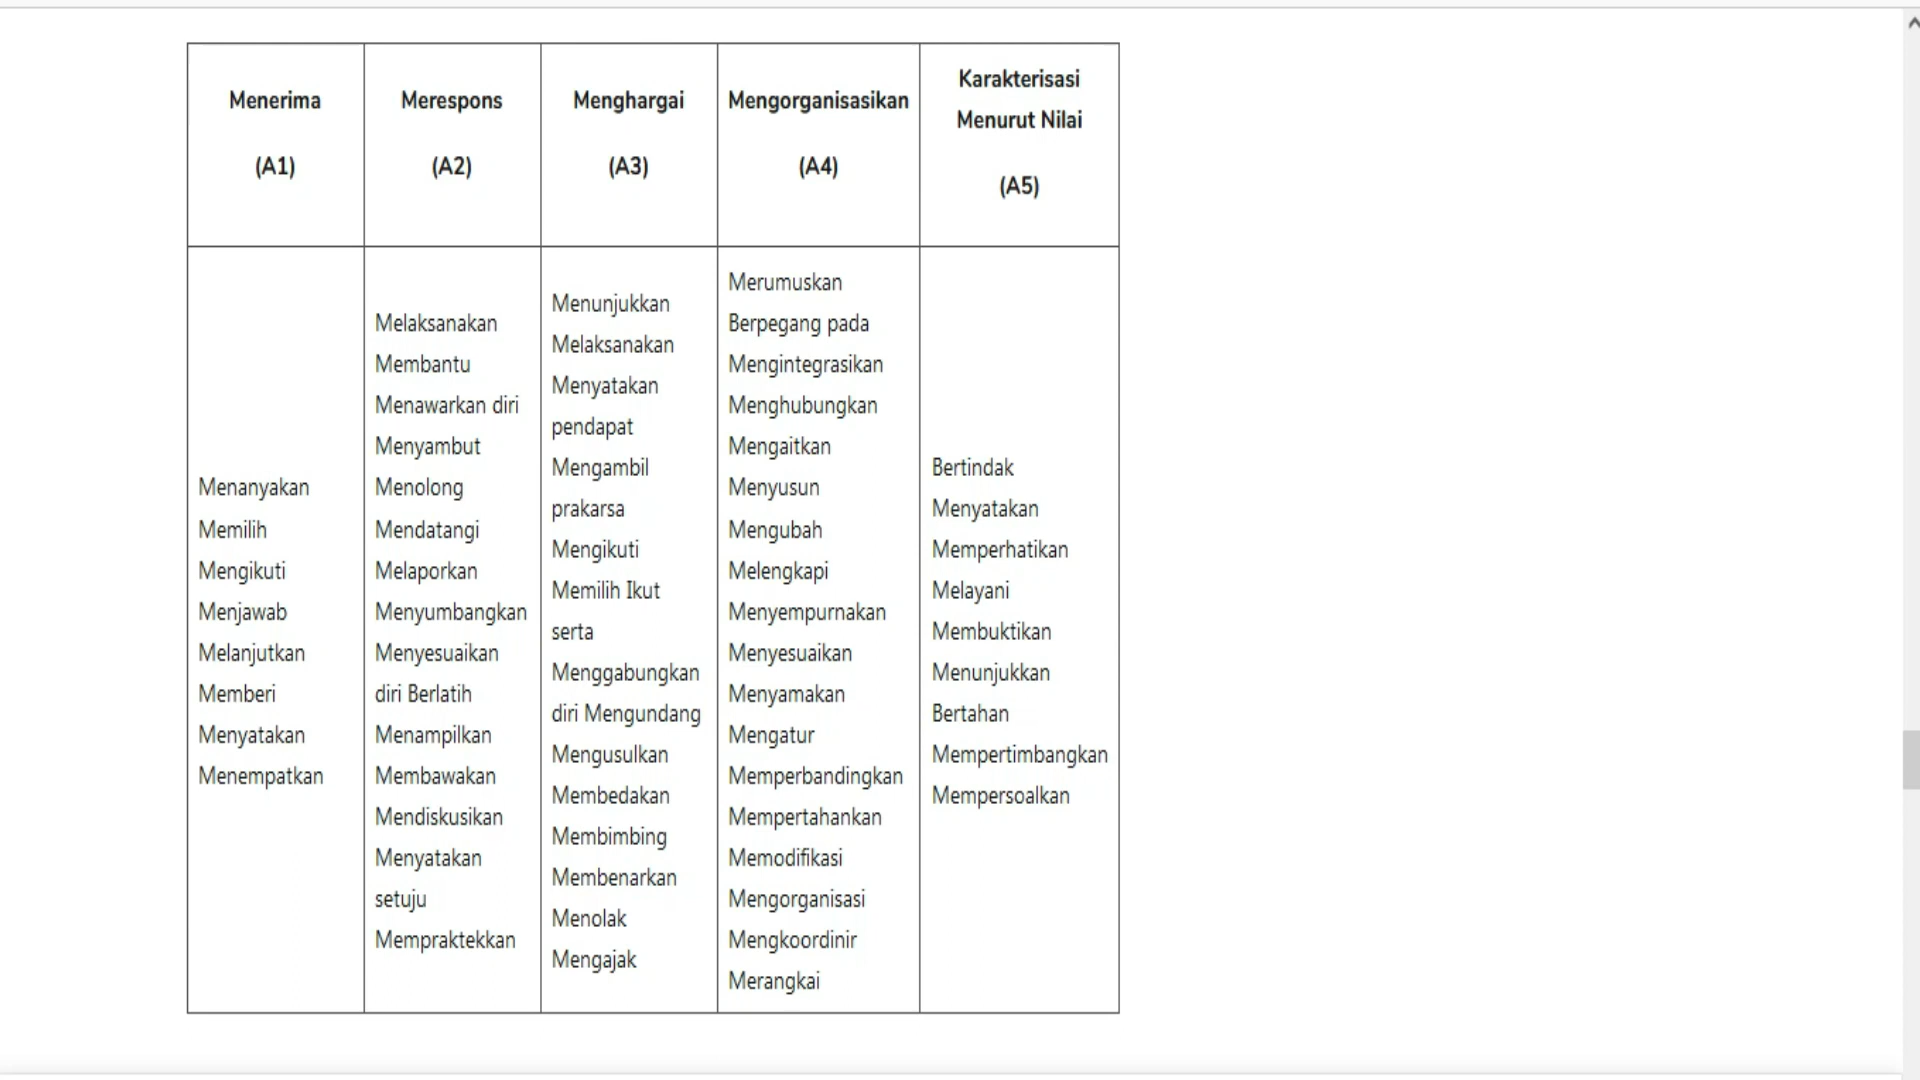 Menerima
(A1)
Merespons
(A2)
Menghargai
(A3)
Mengorganisasikan
(A4)
Karakterisasi
Menurut Nilai
(A5)
Menanyakan
Memilih
Mengikuti
Menjawab
Melanjutkan
Memberi
Menyatakan
Menempatkan
Melaksanakan
Membantu
Menawarkan diri
Menyambut
Menolong
Mendatangi
Melaporkan
Menyumbangkan
Menyesuaikan
diri Berlatih
Menampilkan
Membawakan
Mendiskusikan
Menyatakan
setuju
Mempraktekkan
Menunjukkan
Melaksanakan
Menyatakan
pendapat
Mengambil
prakarsa
Mengikuti
Memilih Ikut
serta
Menggabungkan
diri Mengundang
Mengusulkan
Membedakan
Membimbing
Membenarkan
Menolak
Mengajak
Merumuskan
Berpegang pada
Mengintegrasikan
Menghubungkan
Mengaitkan
Menyusun
Mengubah
Melengkapi
Menyempurnakan
Menyesuaikan
Menyamakan
Mengatur
Memperbandingkan
Mempertahankan
Memodifikasi
Mengorganisasi
Mengkoordinir
Merangkai
Bertindak
Menyatakan
Memperhatikan
Melayani
Membuktikan
Menunjukkan
Bertahan
Mempertimbangkan
Mempersoalkan